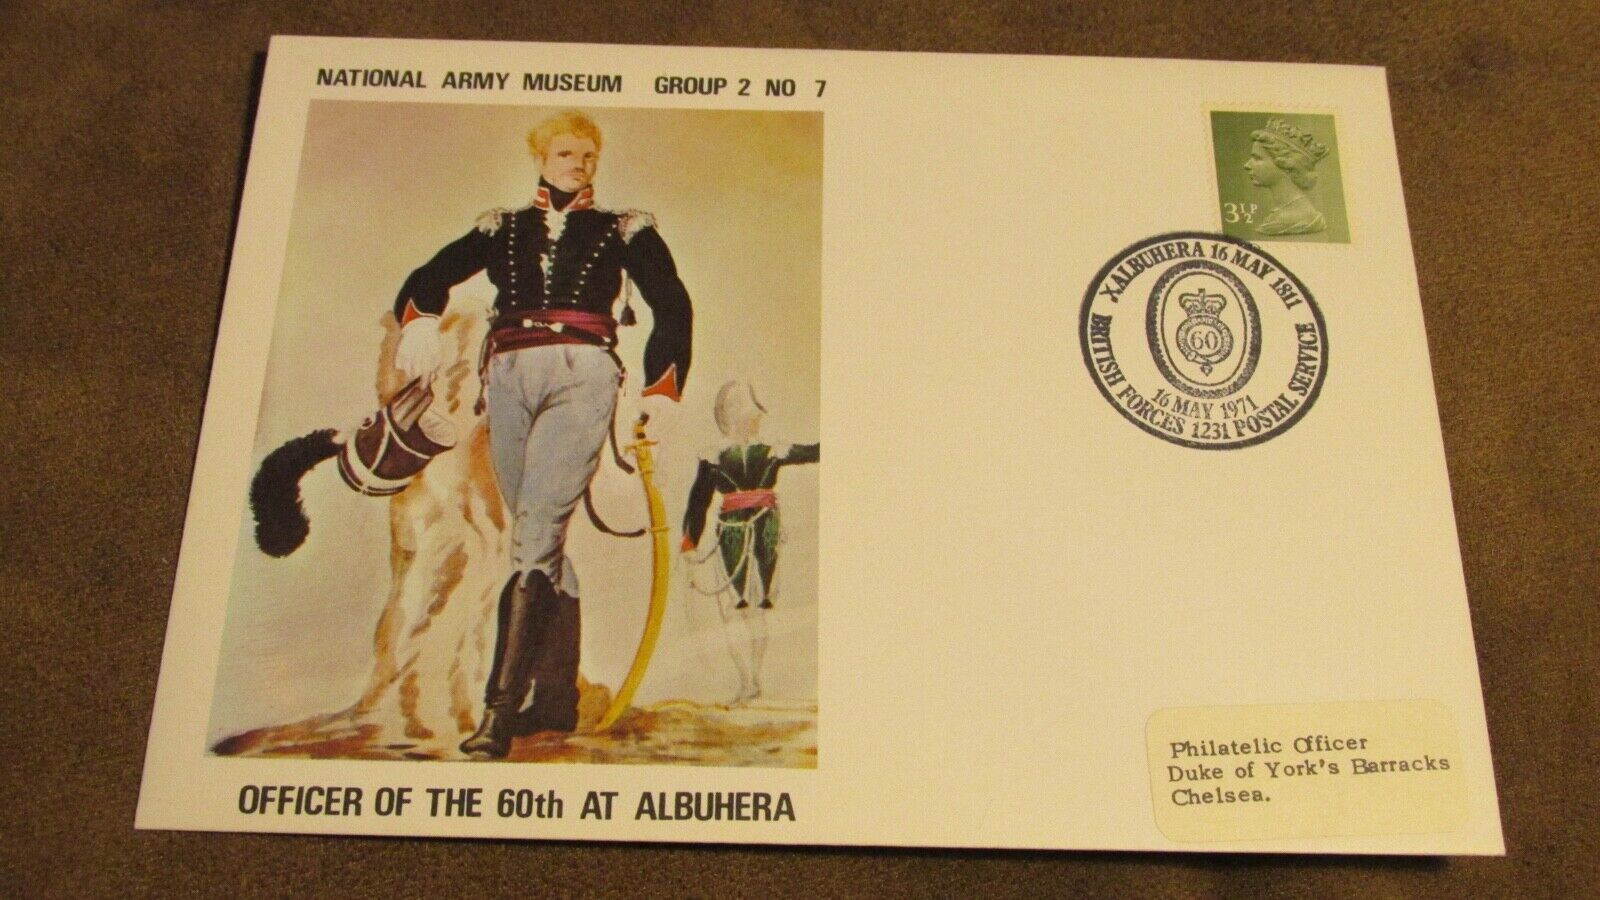 NATIONAL ARMY MUSEUM GROUP 2 NO 7
3½P
X ALBUHERA 16 MAY 1811
60
16 MAY 1971
BRITISH FORCES 1231 POSTAL SERVICE
OFFICER OF THE 60th AT ALBUHERA
Philatelic Officer
Duke of York's Barracks
Chelsea.